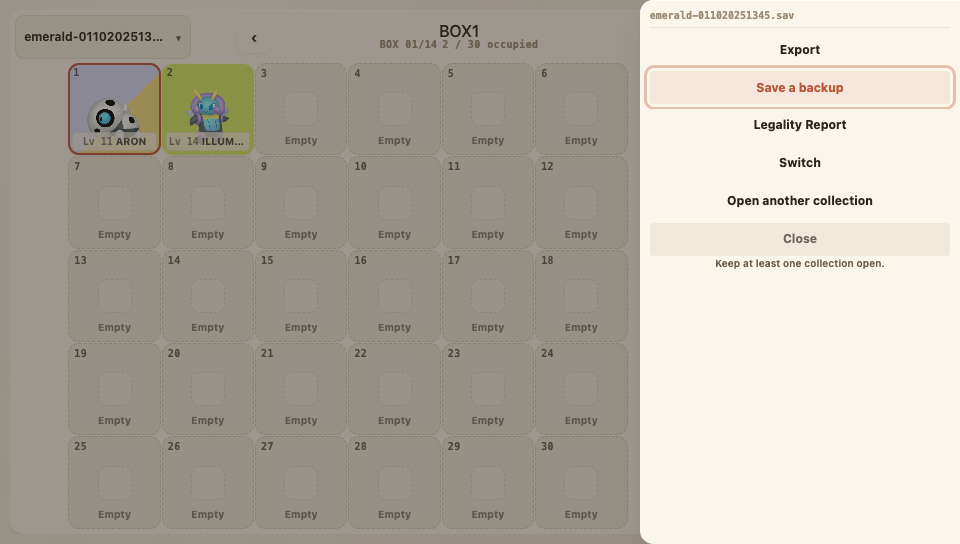 emerald-0110202513... ▾
‹
BOX1
BOX 01/14 2 / 30 occupied
1
Lv 11 ARON
2
Lv 14 ILLUM...
3
Empty
4
Empty
5
Empty
6
Empty
7
Empty
8
Empty
9
Empty
10
Empty
11
Empty
12
Empty
13
Empty
14
Empty
15
Empty
16
Empty
17
Empty
18
Empty
19
Empty
20
Empty
21
Empty
22
Empty
23
Empty
24
Empty
25
Empty
26
Empty
27
Empty
28
Empty
29
Empty
30
Empty
emerald-011020251345.sav
Export
Save a backup
Legality Report
Switch
Open another collection
Close
Keep at least one collection open.